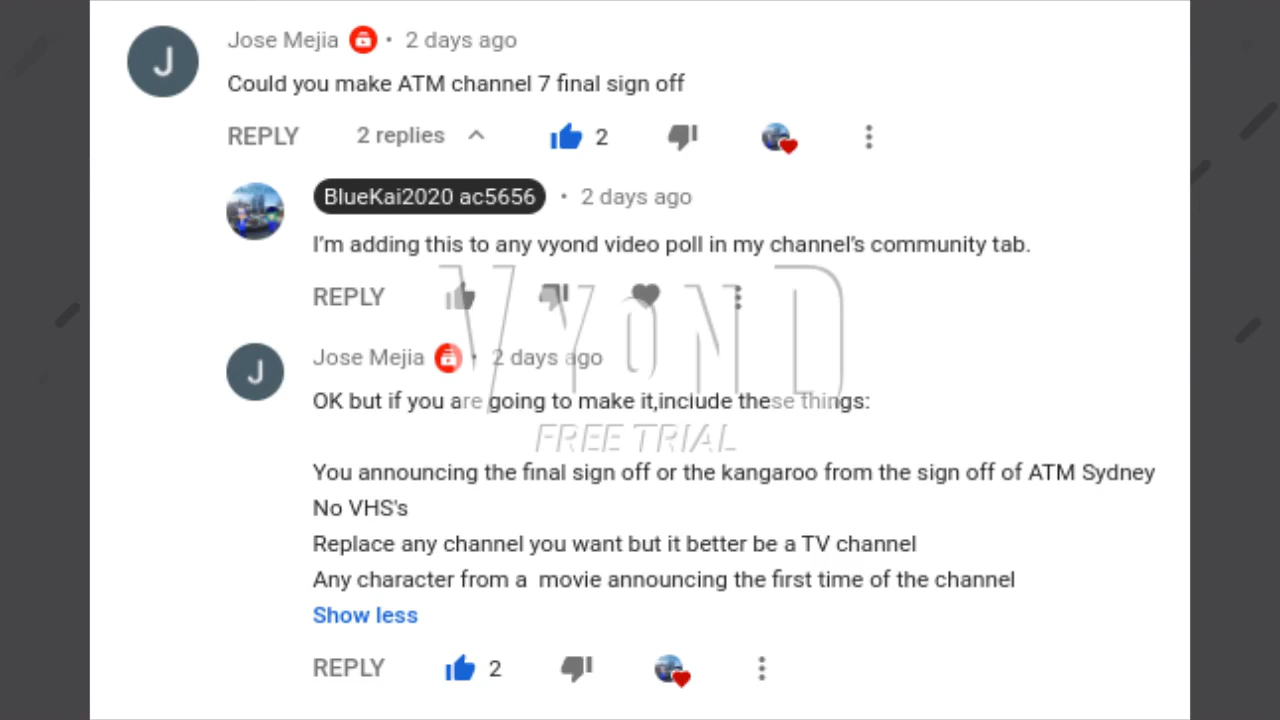 J
Jose Mejia • 2 days ago
Could you make ATM channel 7 final sign off
REPLY 2 replies 2
BlueKai2020 ac5656 • 2 days ago
I'm adding this to any vyond video poll in my channel's community tab.
REPLY
J
Jose Mejia • 2 days ago
OK but if you are going to make it,include these things:
VYOND
FREE TRIAL
You announcing the final sign off or the kangaroo from the sign off of ATM Sydney
No VHS's
Replace any channel you want but it better be a TV channel
Any character from a  movie announcing the first time of the channel
Show less
REPLY 2